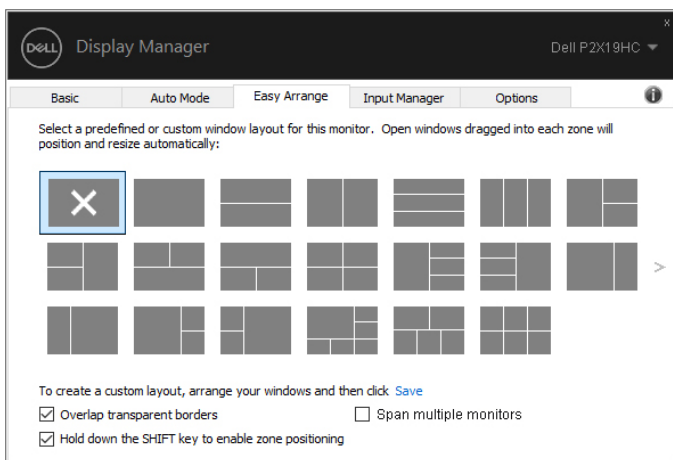 x
DELL Display Manager Dell P2X19HC
Basic Auto Mode Easy Arrange Input Manager Options i
Select a predefined or custom window layout for this monitor. Open windows dragged into each zone will
position and resize automatically:
>
To create a custom layout, arrange your windows and then click Save
Overlap transparent borders Span multiple monitors
Hold down the SHIFT key to enable zone positioning